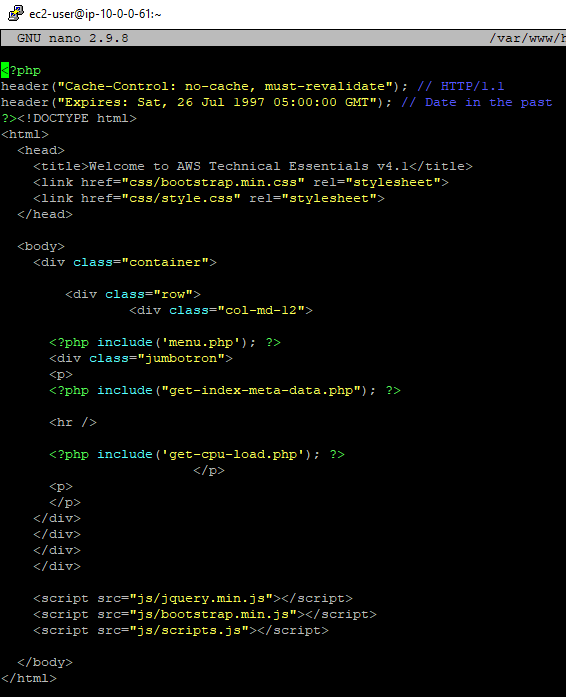 ec2-user@ip-10-0-0-61:~
GNU nano 2.9.8 /var/www/h
<?php
header("Cache-Control: no-cache, must-revalidate"); // HTTP/1.1
header("Expires: Sat, 26 Jul 1997 05:00:00 GMT"); // Date in the past
?><!DOCTYPE html>
<html>
  <head>
    <title>Welcome to AWS Technical Essentials v4.1</title>
    <link href="css/bootstrap.min.css" rel="stylesheet">
    <link href="css/style.css" rel="stylesheet">
  </head>

  <body>
    <div class="container">

        <div class="row">
                <div class="col-md-12">

      <?php include('menu.php'); ?>
      <div class="jumbotron">
      <p>
      <?php include("get-index-meta-data.php"); ?>

      <hr />

      <?php include('get-cpu-load.php'); ?>
                        </p>
      <p>
      </p>
    </div>
    </div>
    </div>
    </div>

    <script src="js/jquery.min.js"></script>
    <script src="js/bootstrap.min.js"></script>
    <script src="js/scripts.js"></script>

  </body>
</html>